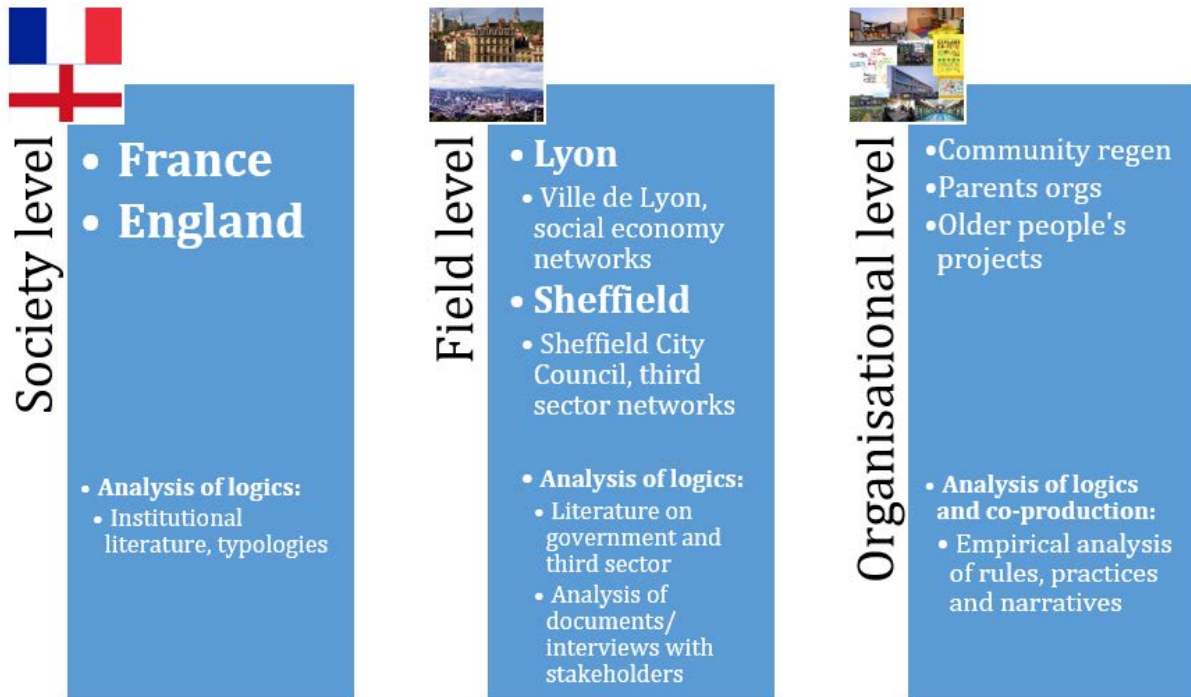 Society level
• France
• England
• Analysis of logics:
• Institutional
literature, typologies
Field level
• Lyon
• Ville de Lyon,
social economy
networks
• Sheffield
• Sheffield City
Council, third
sector networks
• Analysis of logics:
• Literature on
government and
third sector
• Analysis of
documents/
interviews with
stakeholders
Organisational level
•Community regen
•Parents orgs
•Older people's
projects
• Analysis of logics
and co-production:
• Empirical analysis
of rules, practices
and narratives